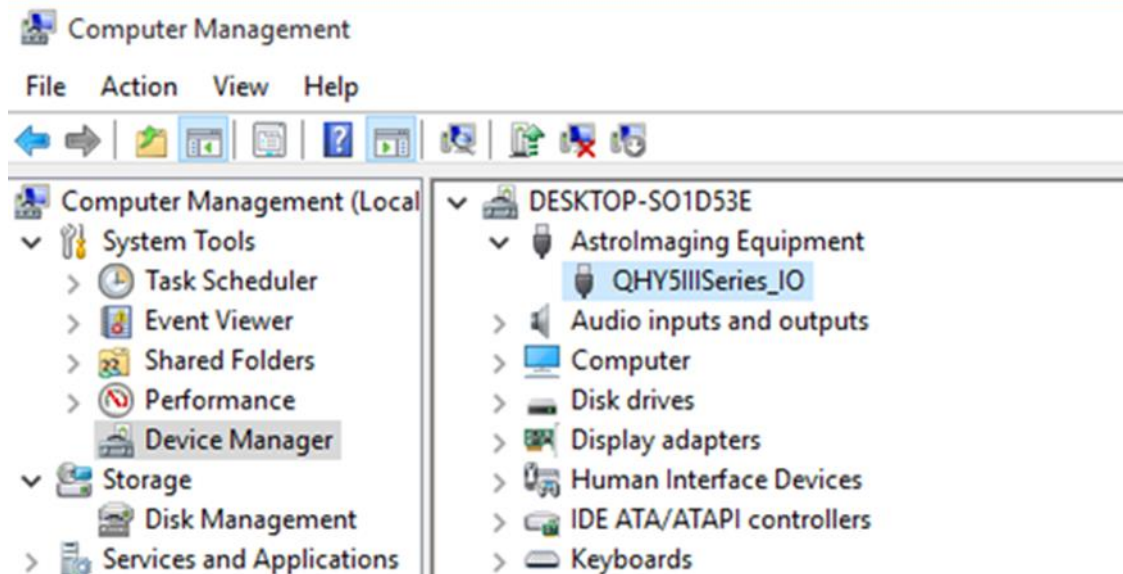 Computer Management
File Action View Help
Computer Management (Local
System Tools
Task Scheduler
Event Viewer
Shared Folders
Performance
Device Manager
Storage
Disk Management
Services and Applications
DESKTOP-SO1D53E
AstroImaging Equipment
QHY5IIISeries_IO
Audio inputs and outputs
Computer
Disk drives
Display adapters
Human Interface Devices
IDE ATA/ATAPI controllers
Keyboards